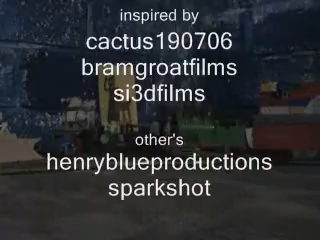 inspired by
cactus190706
bramgroatfilms
si3dfilms
other's
henryblueproductions
sparkshot